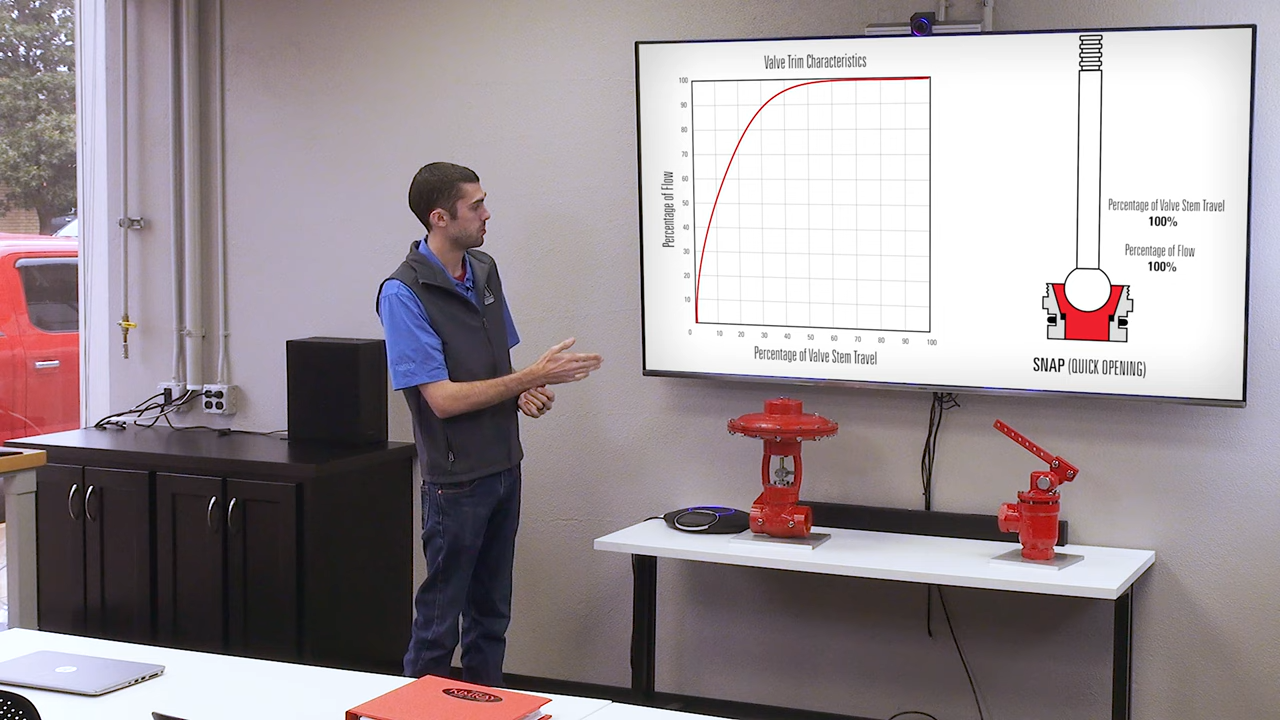 Valve Trim Characteristics
100
90
80
70
60
50
40
30
20
10
0
Percentage of Flow
10 20 30 40 50 60 70 80 90 100
Percentage of Valve Stem Travel
Percentage of Valve Stem Travel
100%
Percentage of Flow
100%
SNAP (QUICK OPENING)
KIMRAY